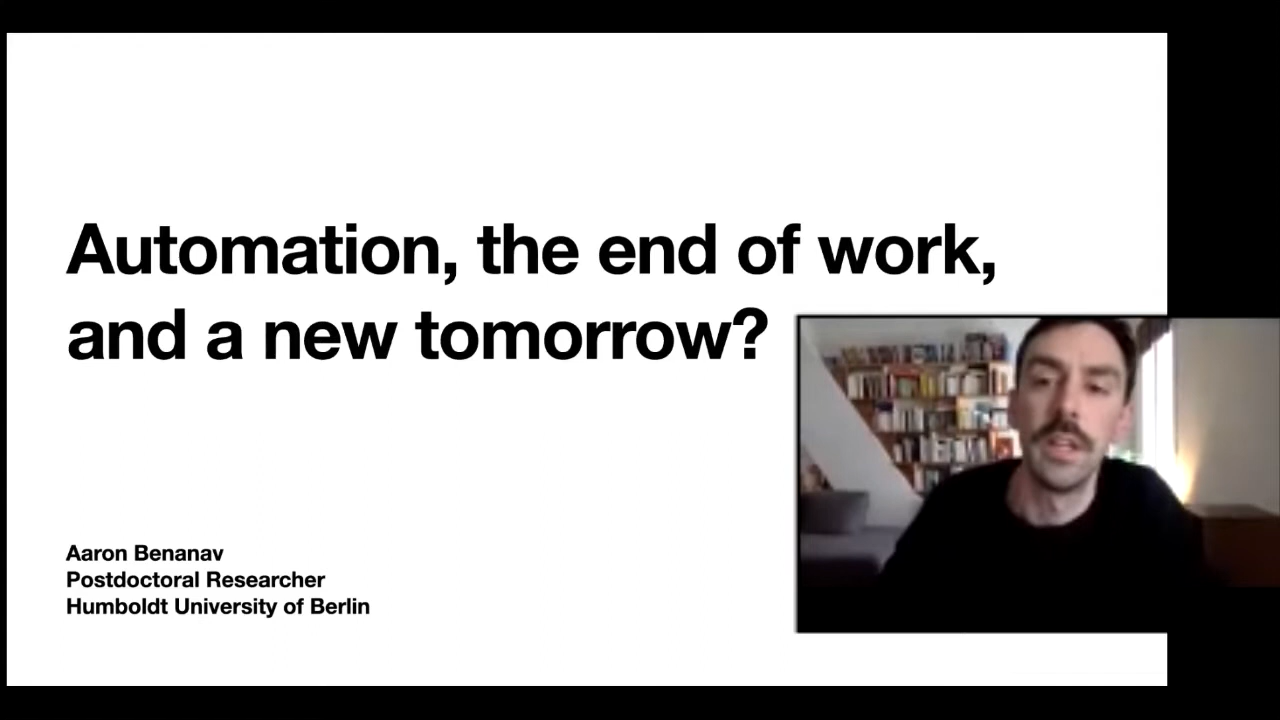 Automation, the end of work,
and a new tomorrow?
Aaron Benanav
Postdoctoral Researcher
Humboldt University of Berlin